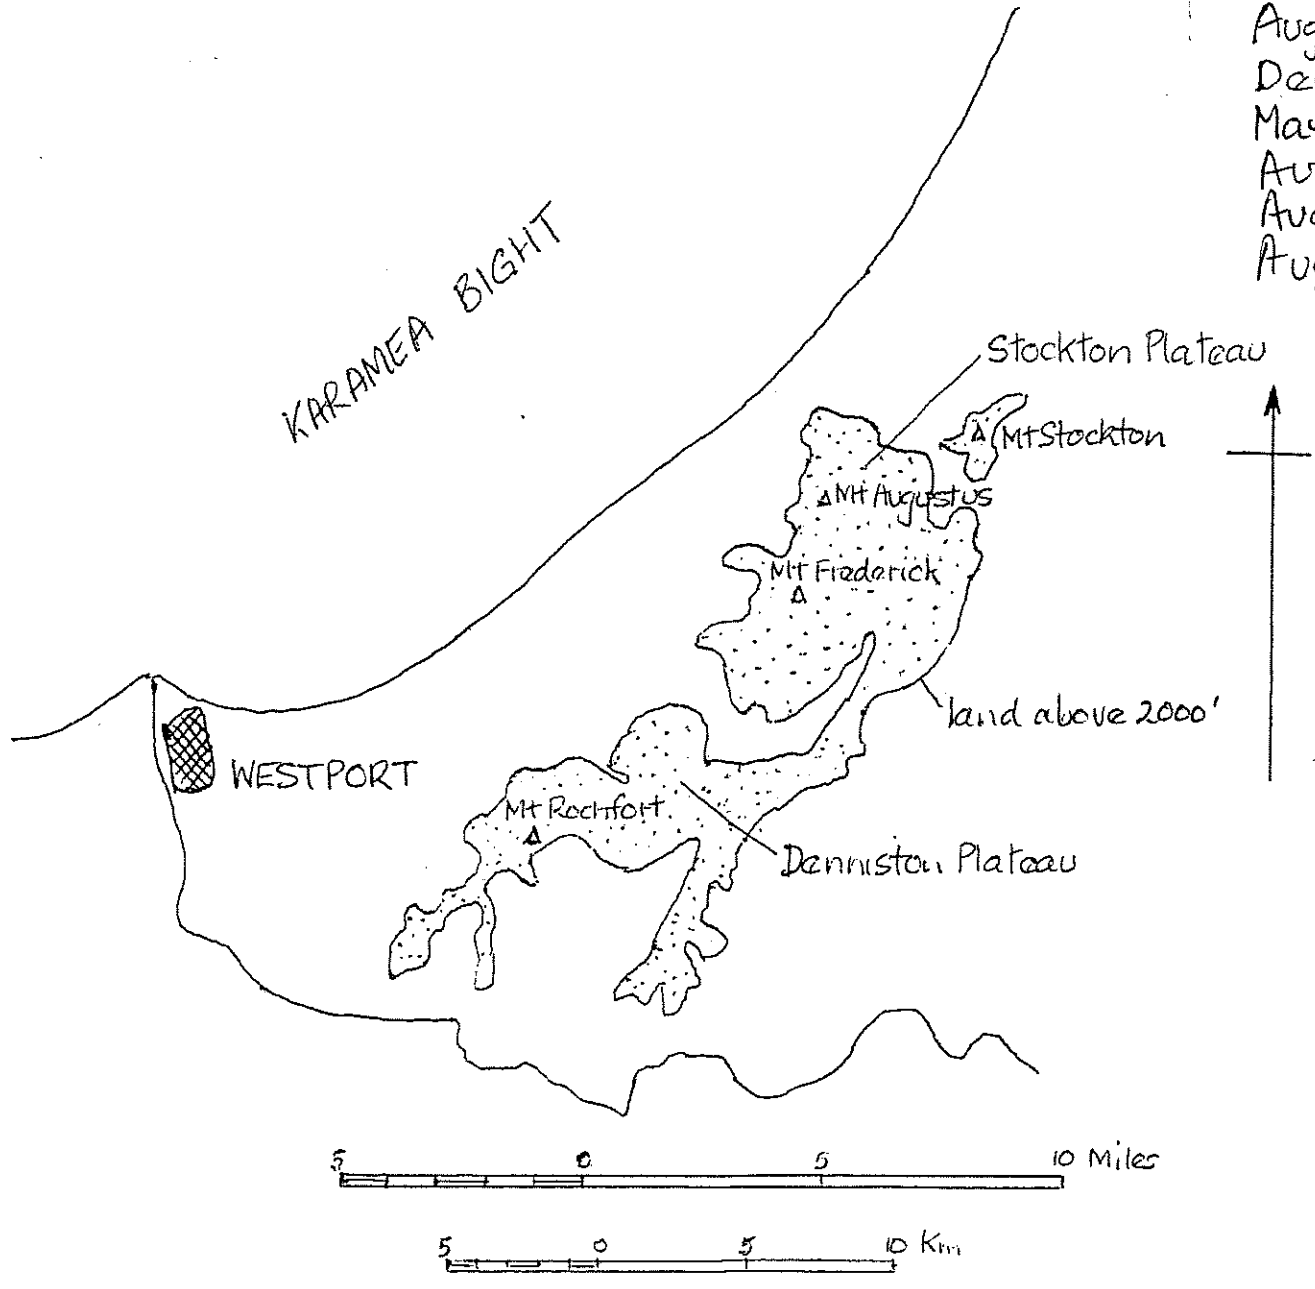 KARAMEA BIGHT
Stockton Plateau
Mt Stockton
Mt Augustus
Mt Frederick
land above 2000'
WESTPORT
Mt Rochfort
Denniston Plateau
5 0 5 10 Miles
5 0 5 10 Km